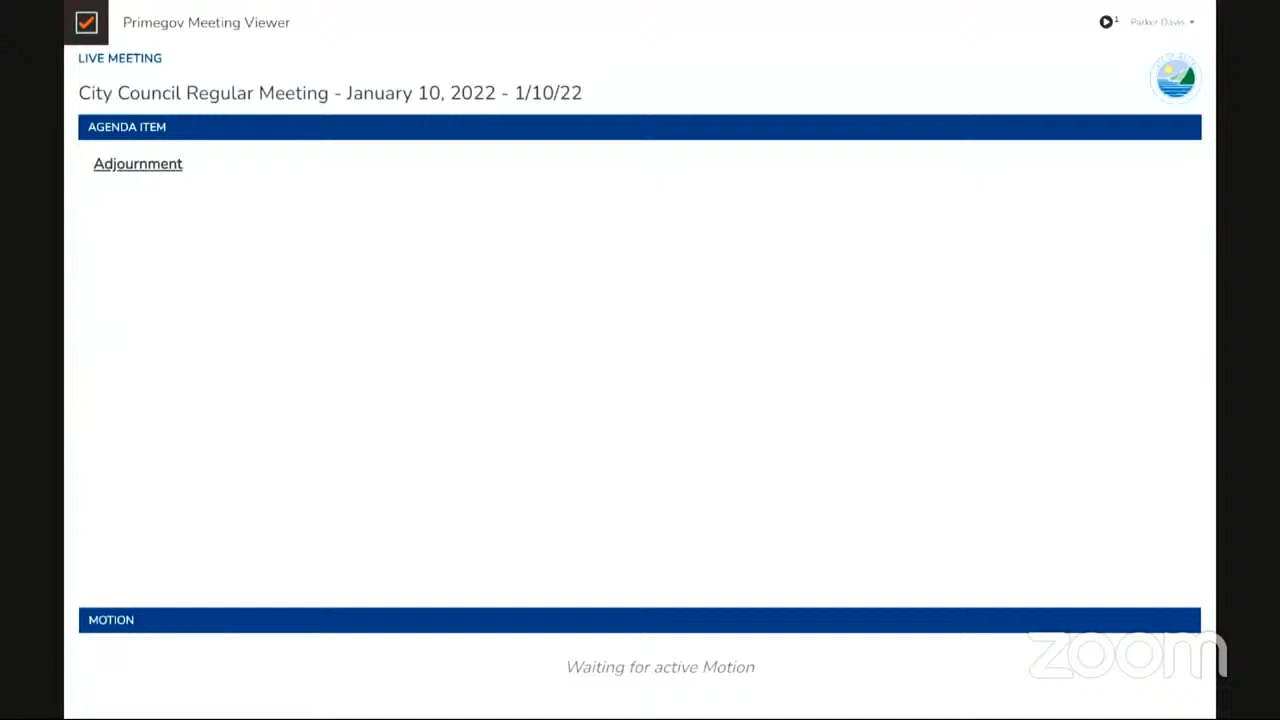 Primegov Meeting Viewer
1
Parker Davis
LIVE MEETING
City Council Regular Meeting - January 10, 2022 - 1/10/22
AGENDA ITEM
Adjournment
MOTION
Waiting for active Motion
zoom